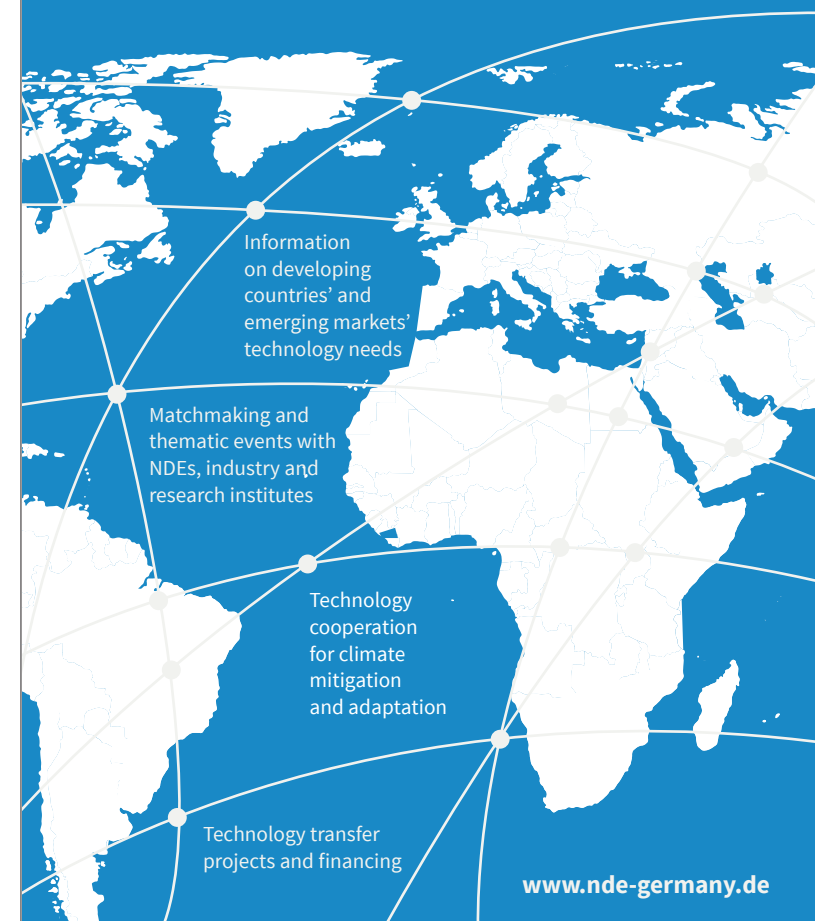 Information
on developing
countries’ and
emerging markets’
technology needs
Matchmaking and
thematic events with
NDEs, industry and
research institutes
Technology
cooperation
for climate
mitigation
and adaptation
Technology transfer
projects and financing
www.nde-germany.de